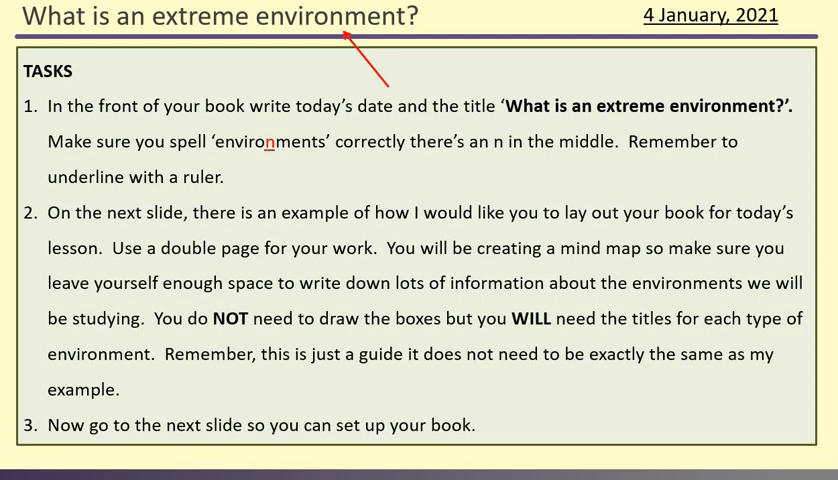 What is an extreme environment?
4 January, 2021
TASKS
1. In the front of your book write today's date and the title ‘What is an extreme environment?’.
Make sure you spell ‘environments’ correctly there's an n in the middle. Remember to
underline with a ruler.
2. On the next slide, there is an example of how I would like you to lay out your book for today's
lesson. Use a double page for your work. You will be creating a mind map so make sure you
leave yourself enough space to write down lots of information about the environments we will
be studying. You do NOT need to draw the boxes but you WILL need the titles for each type of
environment. Remember, this is just a guide it does not need to be exactly the same as my
example.
3. Now go to the next slide so you can set up your book.